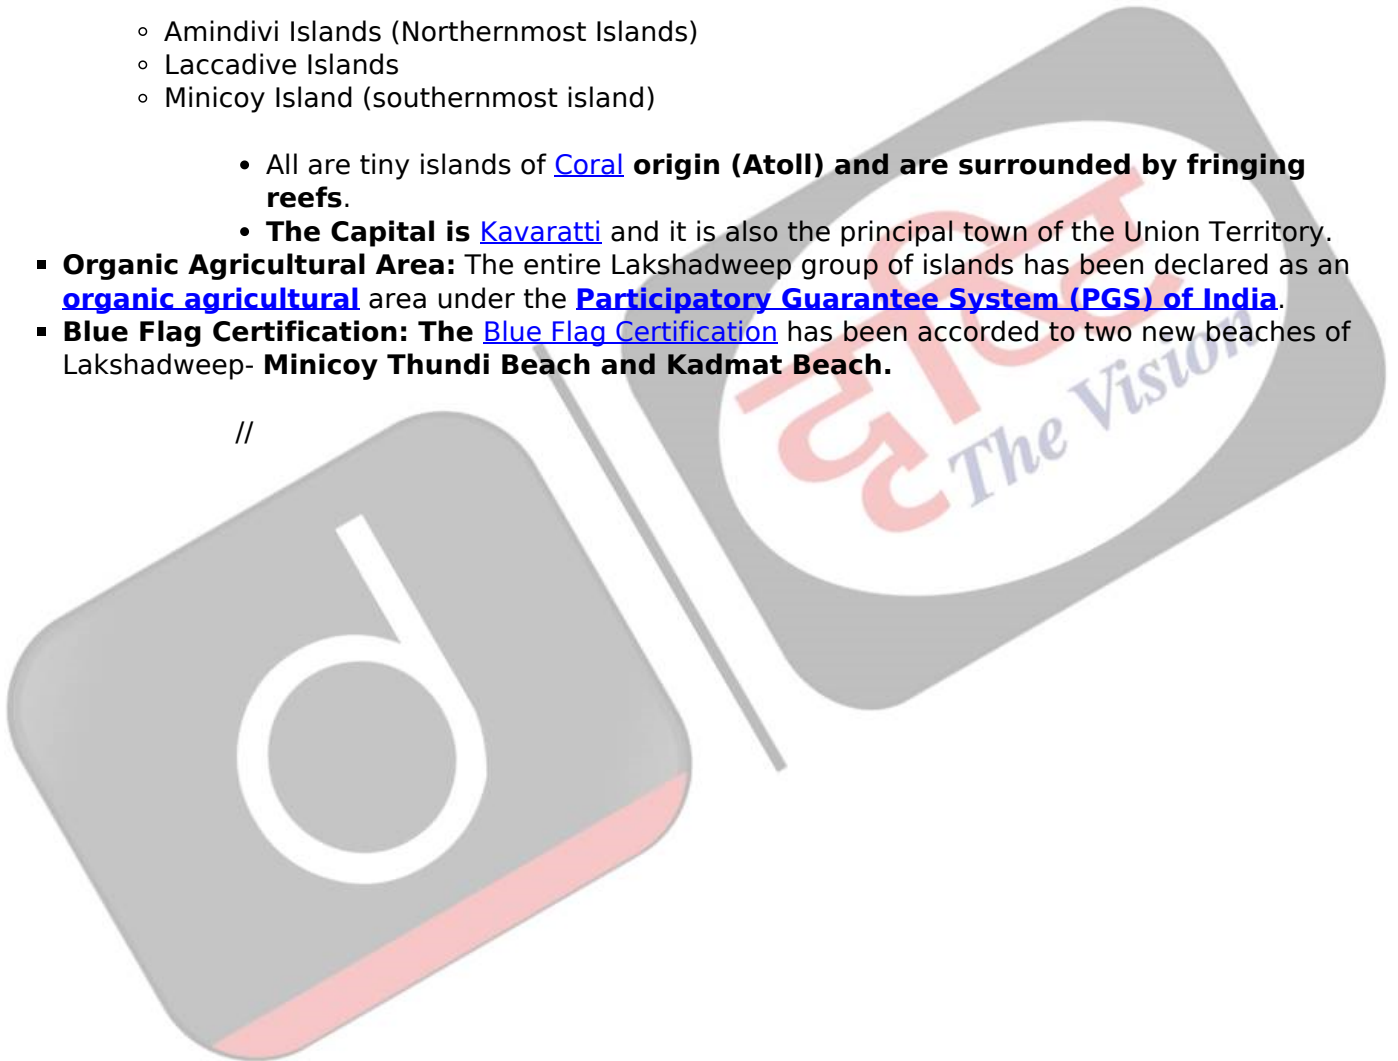 ◦ Amindivi Islands (Northernmost Islands)
◦ Laccadive Islands
◦ Minicoy Island (southernmost island)
• All are tiny islands of Coral origin (Atoll) and are surrounded by fringing
reefs.
• The Capital is Kavaratti and it is also the principal town of the Union Territory.
▪ Organic Agricultural Area: The entire Lakshadweep group of islands has been declared as an
organic agricultural area under the Participatory Guarantee System (PGS) of India.
▪ Blue Flag Certification: The Blue Flag Certification has been accorded to two new beaches of
Lakshadweep- Minicoy Thundi Beach and Kadmat Beach.
//
d
दृष्टि
The Vision